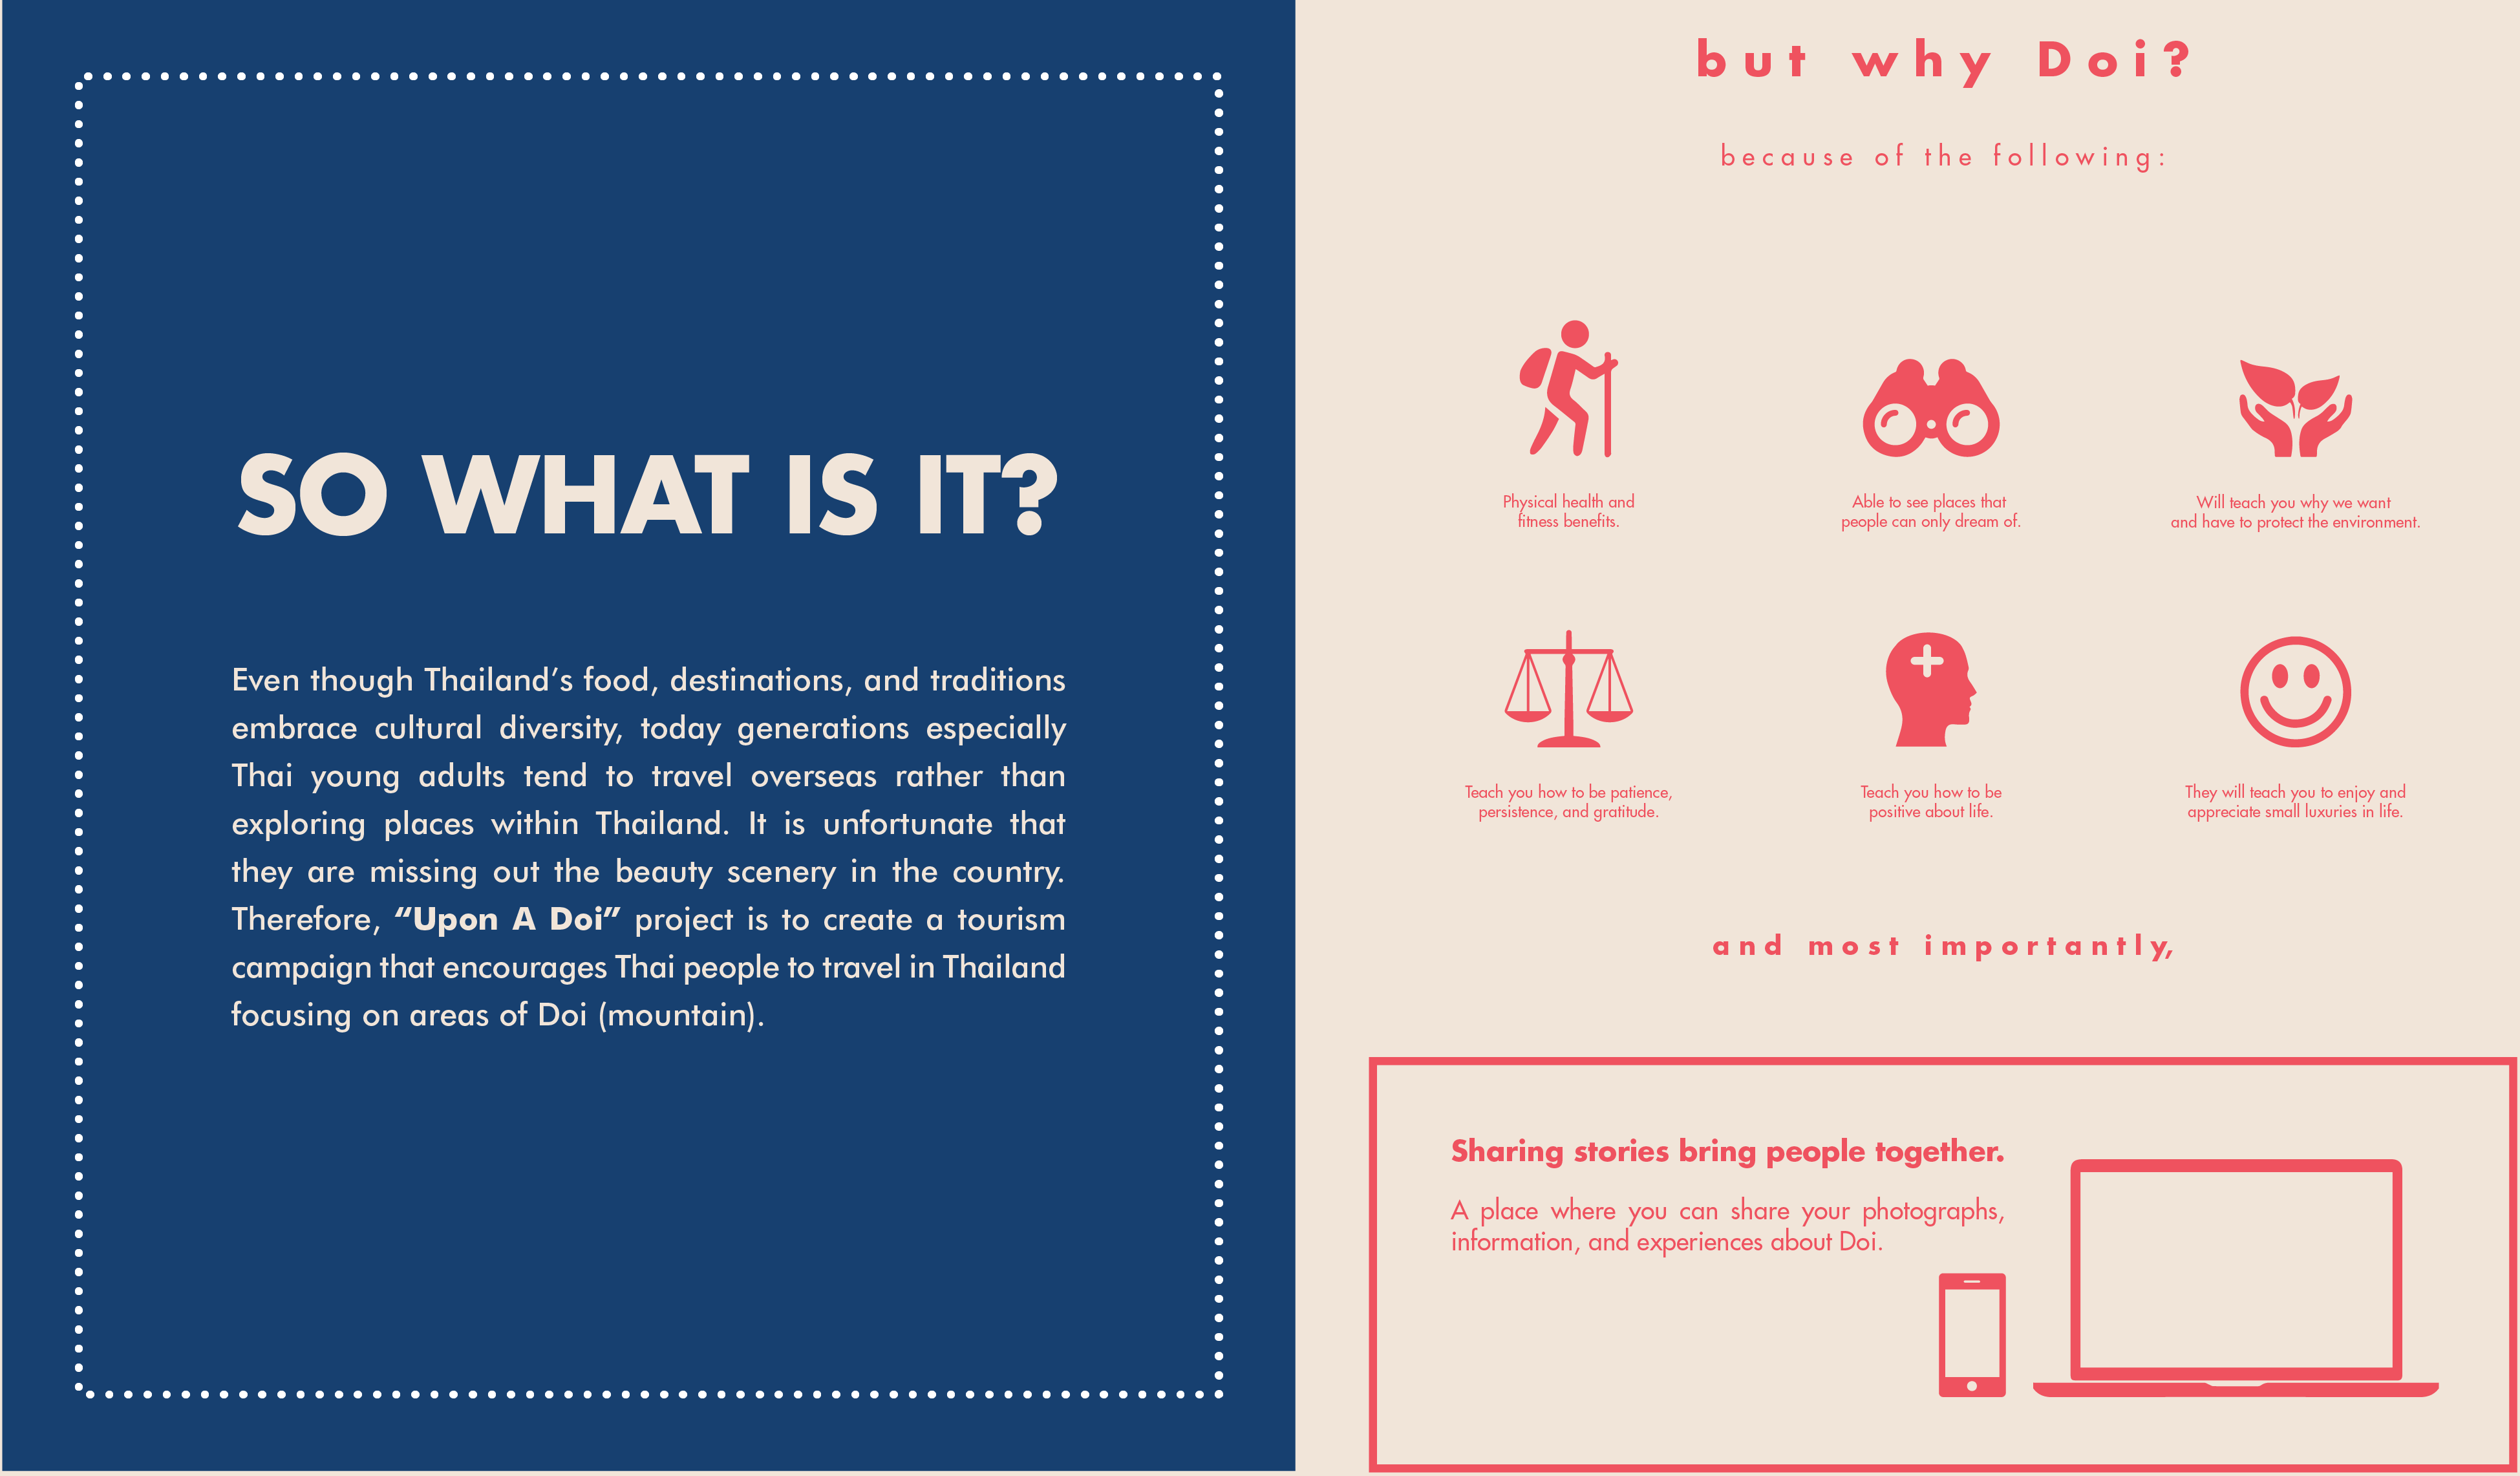 SO WHAT IS IT?
Even though Thailand’s food, destinations, and traditions
embrace cultural diversity, today generations especially
Thai young adults tend to travel overseas rather than
exploring places within Thailand. It is unfortunate that
they are missing out the beauty scenery in the country.
Therefore, “Upon A Doi” project is to create a tourism
campaign that encourages Thai people to travel in Thailand
focusing on areas of Doi (mountain).
but why Doi?
because of the following:
Physical health and
fitness benefits.
Able to see places that
people can only dream of.
Will teach you why we want
and have to protect the environment.
Teach you how to be patience,
persistence, and gratitude.
Teach you how to be
positive about life.
They will teach you to enjoy and
appreciate small luxuries in life.
and most importantly,
Sharing stories bring people together.
A place where you can share your photographs,
information, and experiences about Doi.